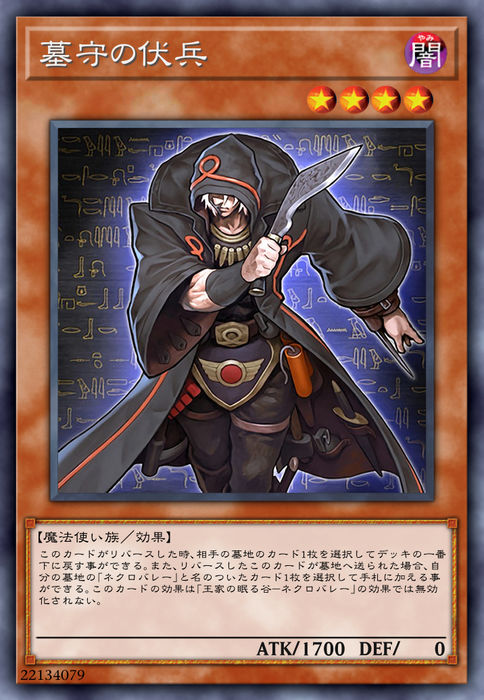 墓守の伏兵
やみ
闇
【魔法使い族／効果】
このカードがリバースした時、相手の墓地のカード1枚を選択してデッキの一番
下に戻す事ができる。また、リバースしたこのカードが墓地へ送られた場合、自
分の墓地の「ネクロバレー」と名のついたカード1枚を選択して手札に加える事が
できる。このカードの効果は「王家の眠る谷－ネクロバレー」の効果では無効
化されない。
ATK/1700 DEF/ 0
22134079